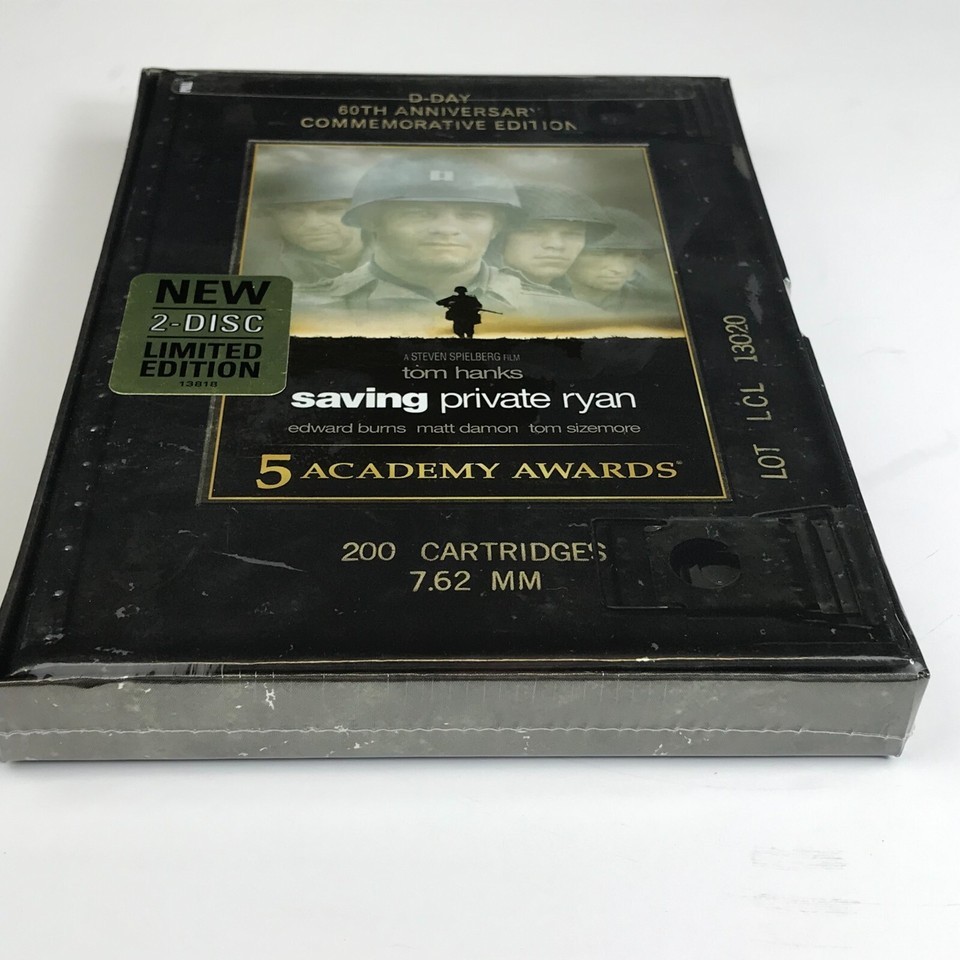 D-DAY
60TH ANNIVERSARY
COMMEMORATIVE EDITION
NEW
2-DISC
LIMITED
EDITION
13818
A STEVEN SPIELBERG FILM
tom hanks
saving private ryan
edward burns matt damon tom sizemore
5 ACADEMY AWARDS®
LOT LCL 13020
200 CARTRIDGES
7.62 MM